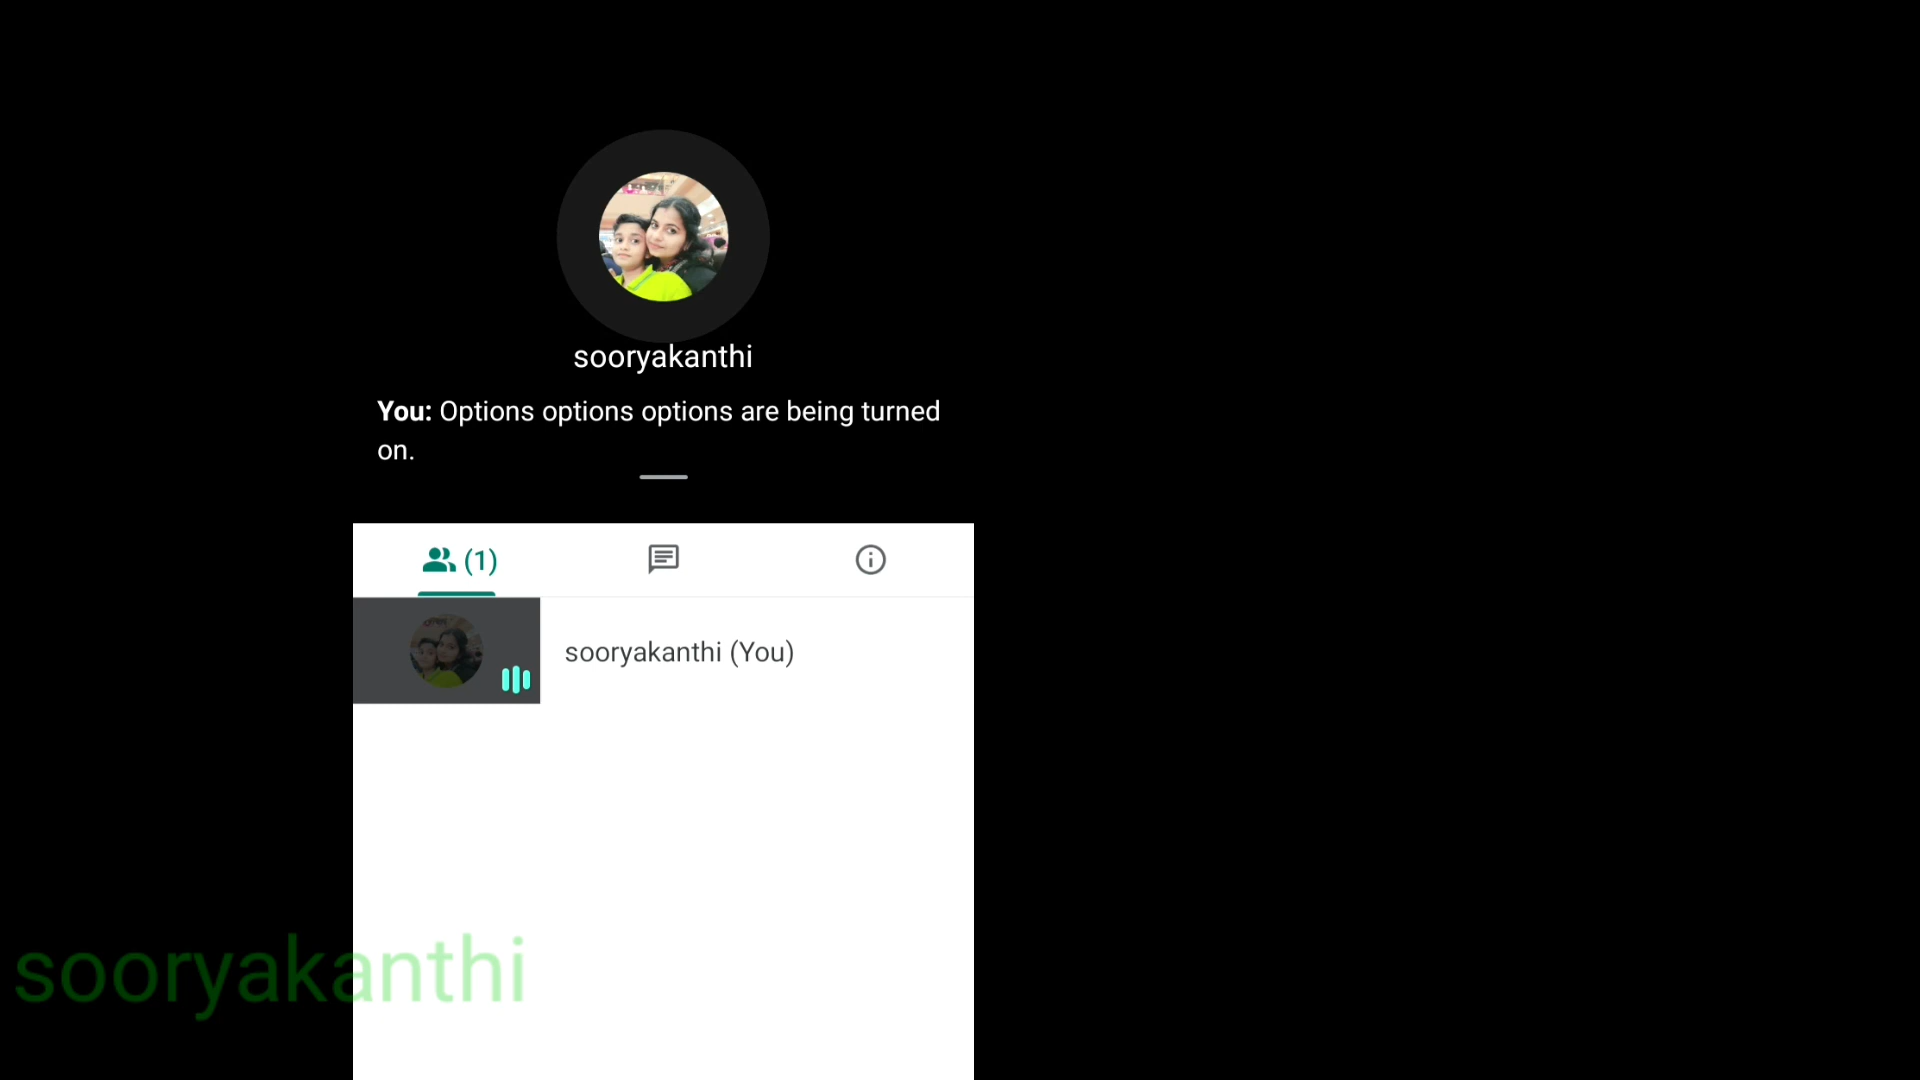 sooryakanthi
You: Options options options are being turned
on.
(1)
sooryakanthi (You)
sooryakanthi